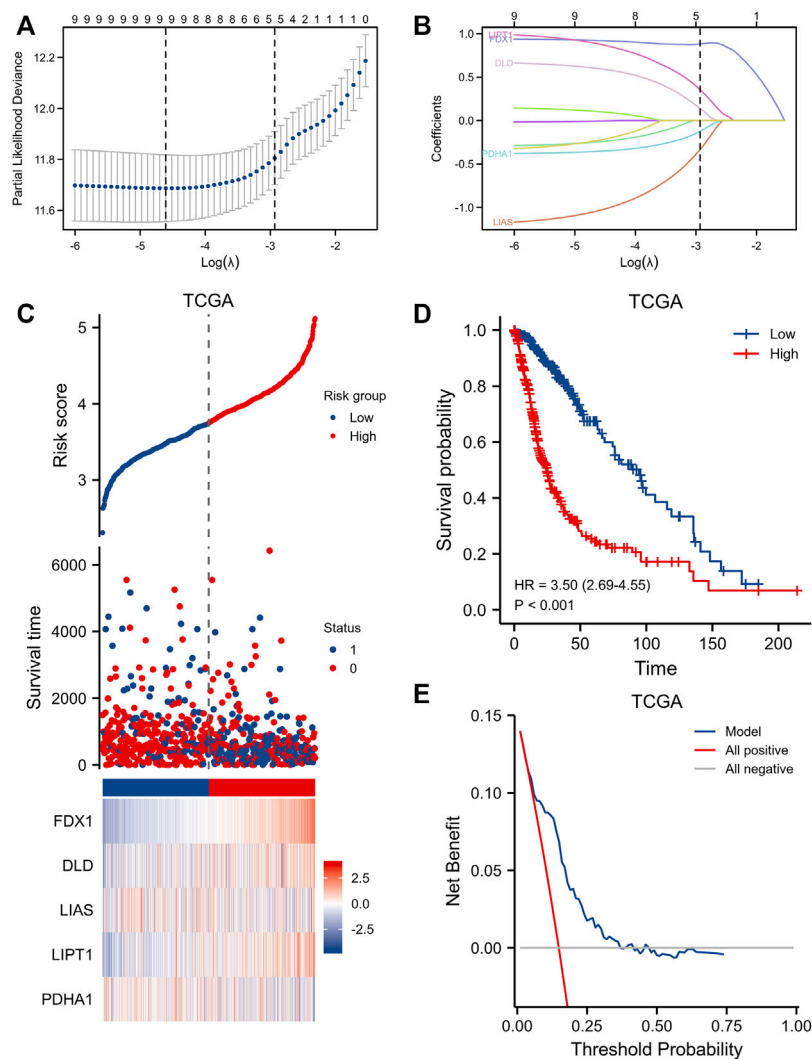 A
9 9 9 9 9 9 9 9 9 8 8 8 6 6 5 5 4 2 1 1 1 1 0
Partial Likelihood Deviance
12.2
12.0
11.8
11.6
-6 -5 -4 -3 -2
Log(λ)
B
9 9 8 5 1
Coefficients
1.0
0.5
0.0
-0.5
-1.0
LIPT1
FDX1
DLD
PDHA1
LIAS
-6 -5 -4 -3 -2
Log(λ)
C
TCGA
Risk score
5
4
3
Risk group
Low
High
Survival time
6000
4000
2000
0
Status
1
0
FDX1
DLD
LIAS
LIPT1
PDHA1
2.5
0.0
-2.5
D
TCGA
Survival probability
1.0
0.8
0.6
0.4
0.2
0.0
Low
High
HR = 3.50 (2.69-4.55)
P < 0.001
0 50 100 150 200
Time
E
TCGA
Net Benefit
0.15
0.10
0.05
0.00
Model
All positive
All negative
0.00 0.25 0.50 0.75 1.00
Threshold Probability